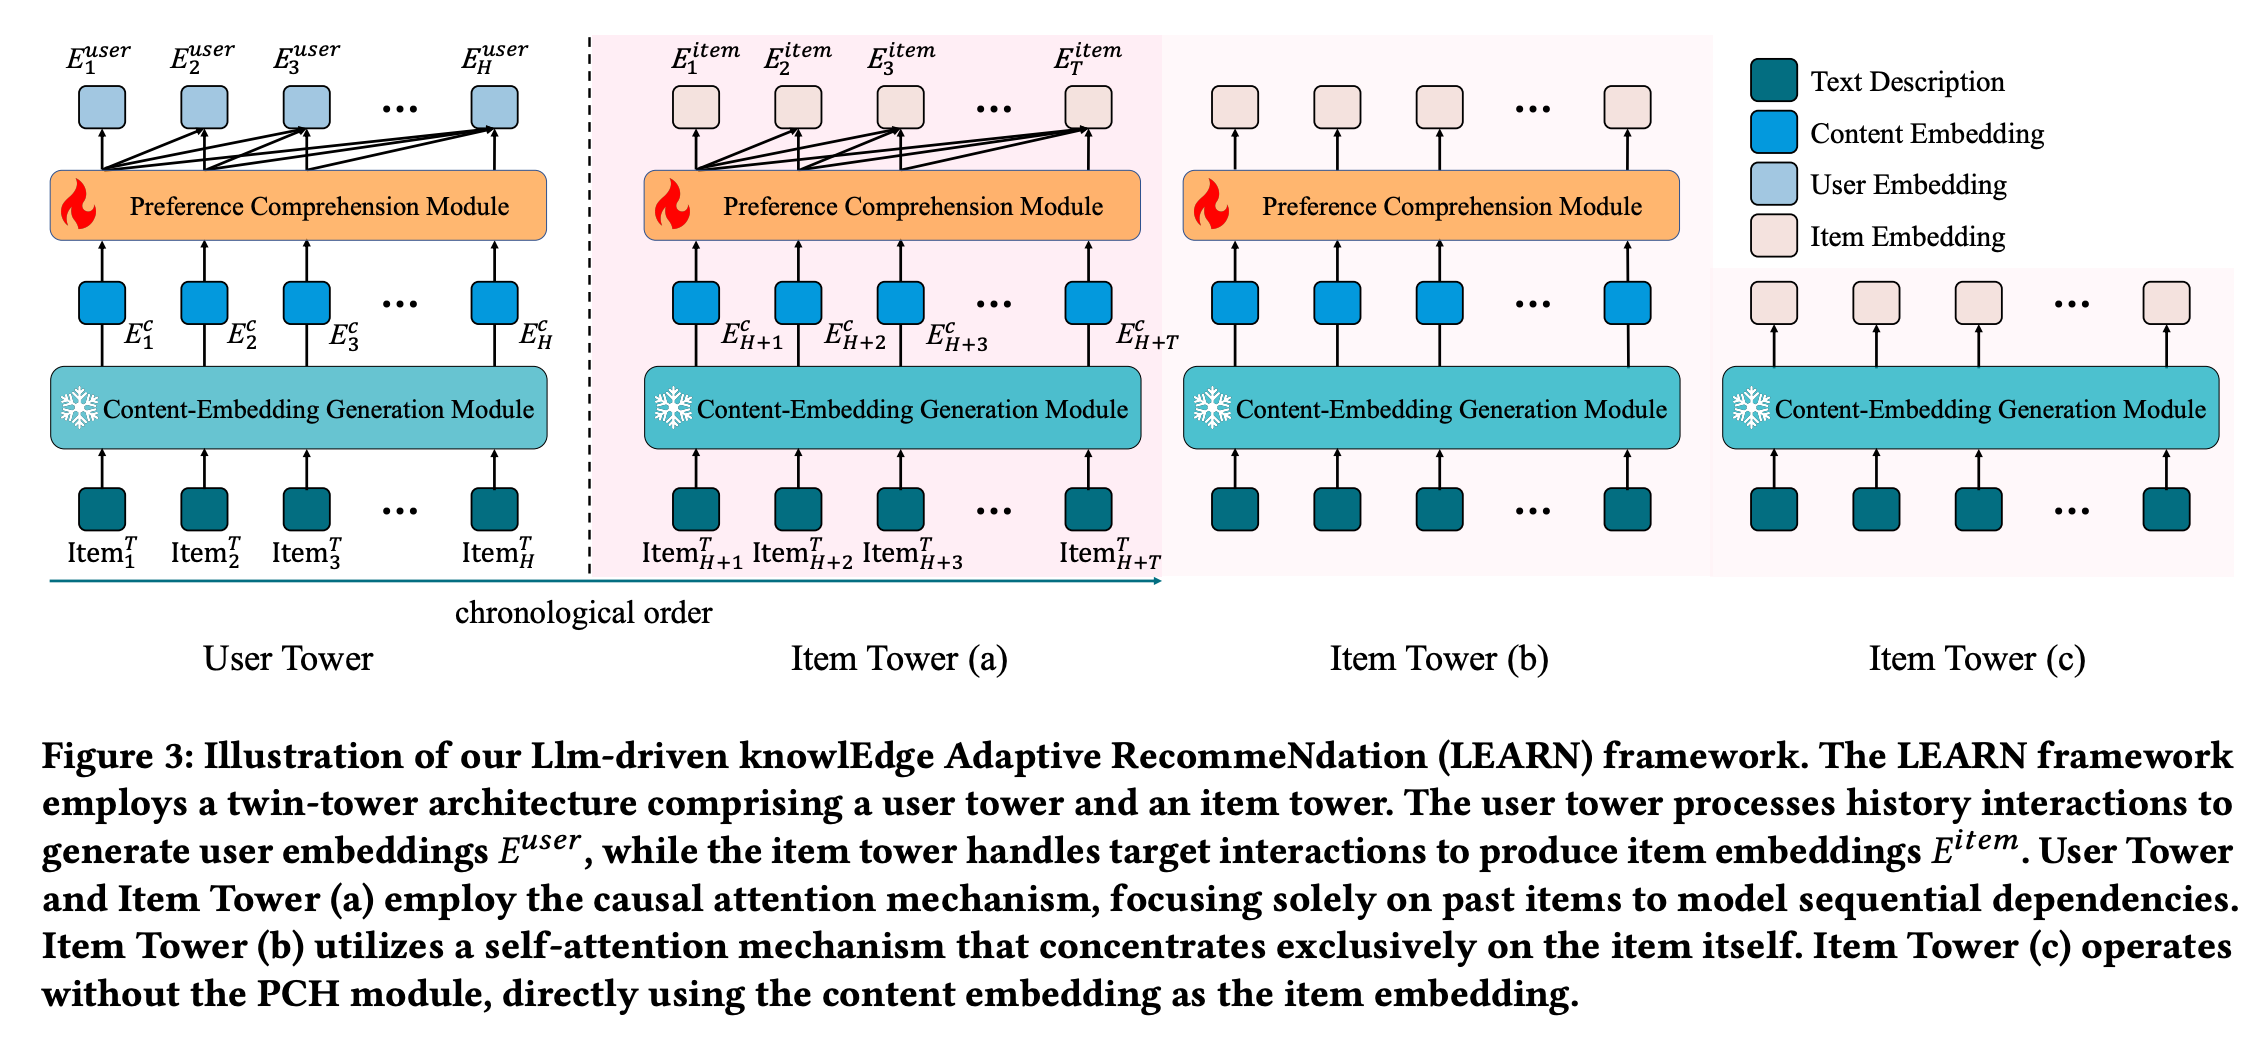 E_1^{user} E_2^{user} E_3^{user} ... E_H^{user} E_1^{item} E_2^{item} E_3^{item} ... E_T^{item} ... Text Description
Content Embedding
User Embedding
Item Embedding
Preference Comprehension Module Preference Comprehension Module Preference Comprehension Module
... ... ... ...
E_1^c E_2^c E_3^c E_H^c E_{H+1}^c E_{H+2}^c E_{H+3}^c E_{H+T}^c
Content-Embedding Generation Module Content-Embedding Generation Module Content-Embedding Generation Module Content-Embedding Generation Module
... ... ... ...
Item_1^T Item_2^T Item_3^T Item_H^T Item_{H+1}^T Item_{H+2}^T Item_{H+3}^T Item_{H+T}^T
chronological order
User Tower Item Tower (a) Item Tower (b) Item Tower (c)
Figure 3: Illustration of our Llm-driven knowlEdge Adaptive RecommeNdation (LEARN) framework. The LEARN framework
employs a twin-tower architecture comprising a user tower and an item tower. The user tower processes history interactions to
generate user embeddings E^{user}, while the item tower handles target interactions to produce item embeddings E^{item}. User Tower
and Item Tower (a) employ the causal attention mechanism, focusing solely on past items to model sequential dependencies.
Item Tower (b) utilizes a self-attention mechanism that concentrates exclusively on the item itself. Item Tower (c) operates
without the PCH module, directly using the content embedding as the item embedding.